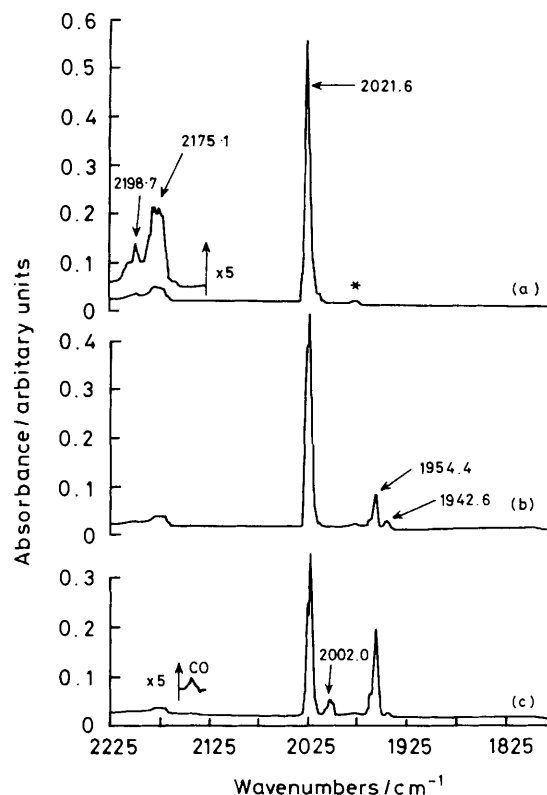 0.6
0.5
0.4
0.3
0.2
0.1
0
2021.6
2175·1
2198·7
x5
*
(a)
0.4
0.3
0.2
0.1
0
1954.4
1942.6
(b)
0.3
0.2
0.1
0
x5
CO
2002.0
(c)
2225 2125 2025 1925 1825
Absorbance / arbitrary units
Wavenumbers / cm⁻¹